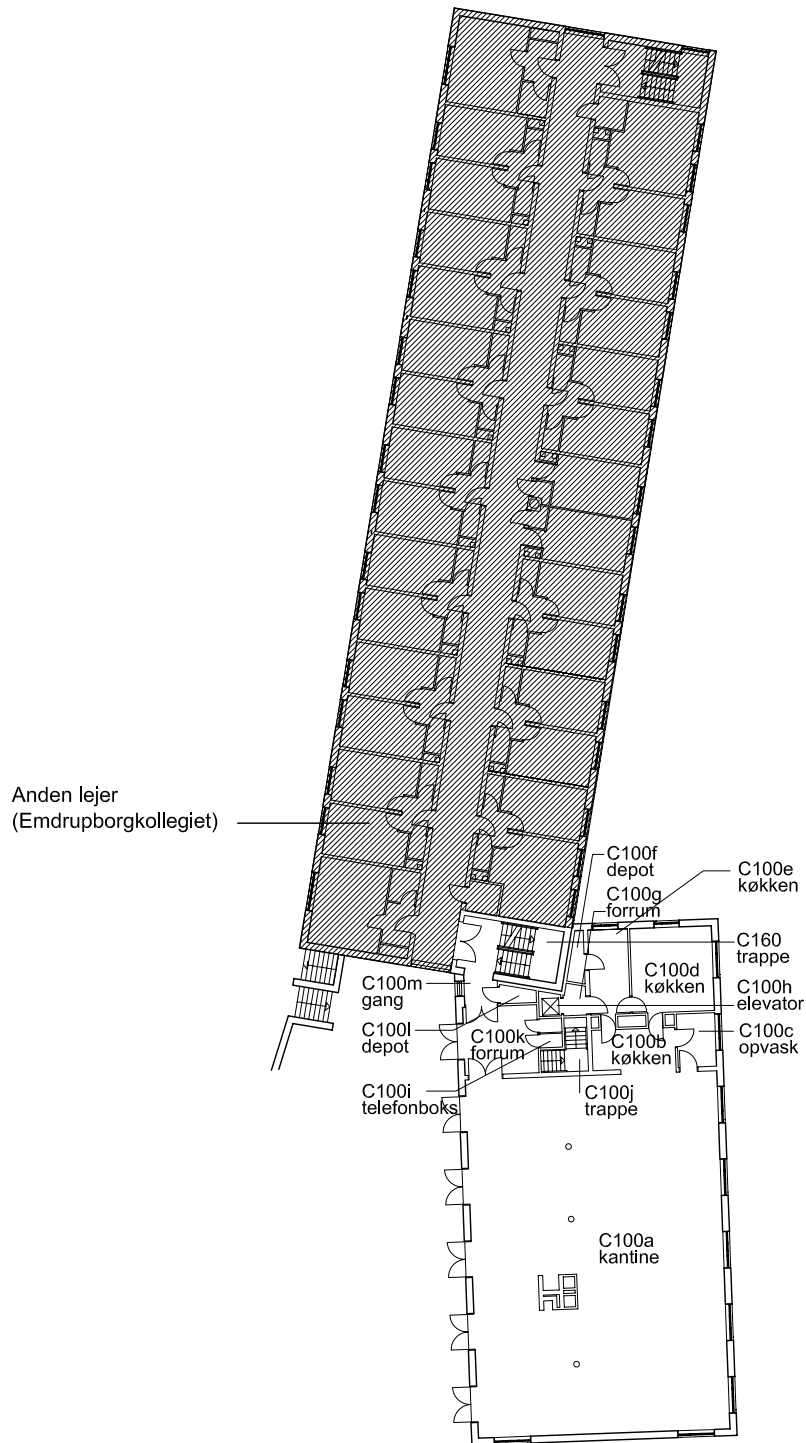 Anden lejer
(Emdrupborgkollegiet)
C100f
depot
C100g
forrum
C100e
køkken
C160
trappe
C100d
køkken
C100h
elevator
C100m
gang
C100l
depot
C100k
forrum
C100b
køkken
C100c
opvask
C100i
telefonboks
C100j
trappe
C100a
kantine